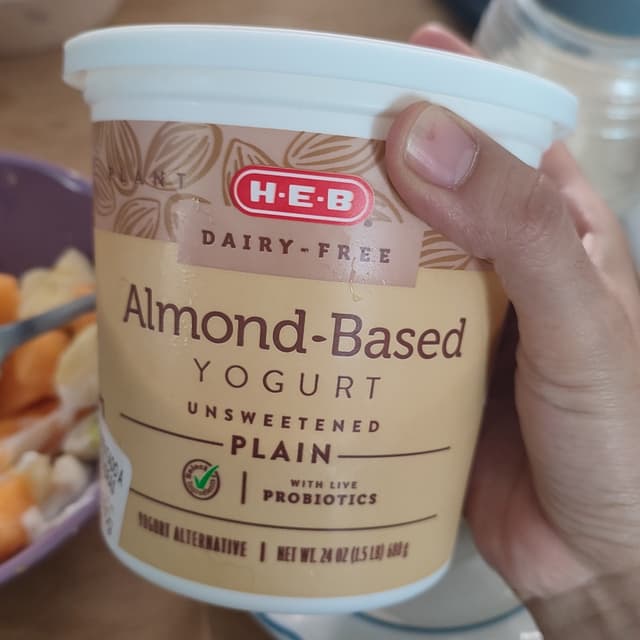 PLANT
H-E-B
DAIRY-FREE
Almond-Based
YOGURT
UNSWEETENED
PLAIN
WITH LIVE
PROBIOTICS
YOGURT ALTERNATIVE | NET WT. 24 OZ (1.5 LB) 680 g